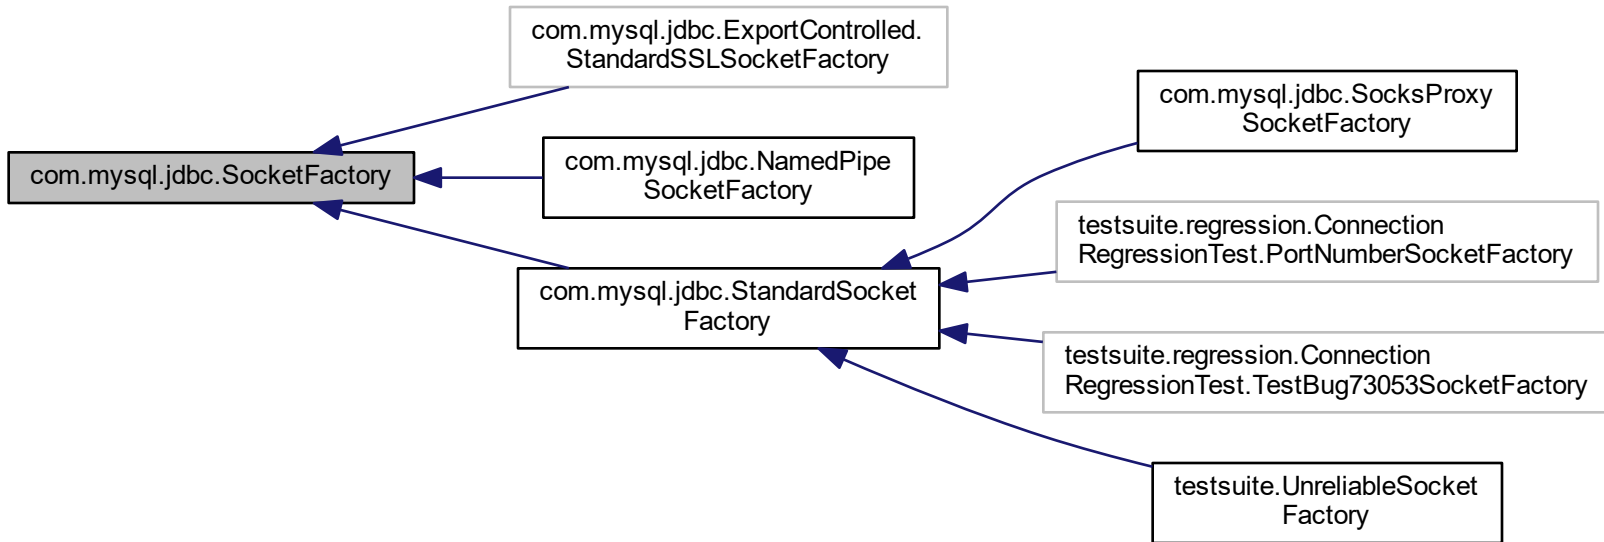 com.mysql.jdbc.ExportControlled.
StandardSSLSocketFactory
com.mysql.jdbc.SocksProxy
SocketFactory
com.mysql.jdbc.SocketFactory
com.mysql.jdbc.NamedPipe
SocketFactory
testsuite.regression.Connection
RegressionTest.PortNumberSocketFactory
com.mysql.jdbc.StandardSocket
Factory
testsuite.regression.Connection
RegressionTest.TestBug73053SocketFactory
testsuite.UnreliableSocket
Factory